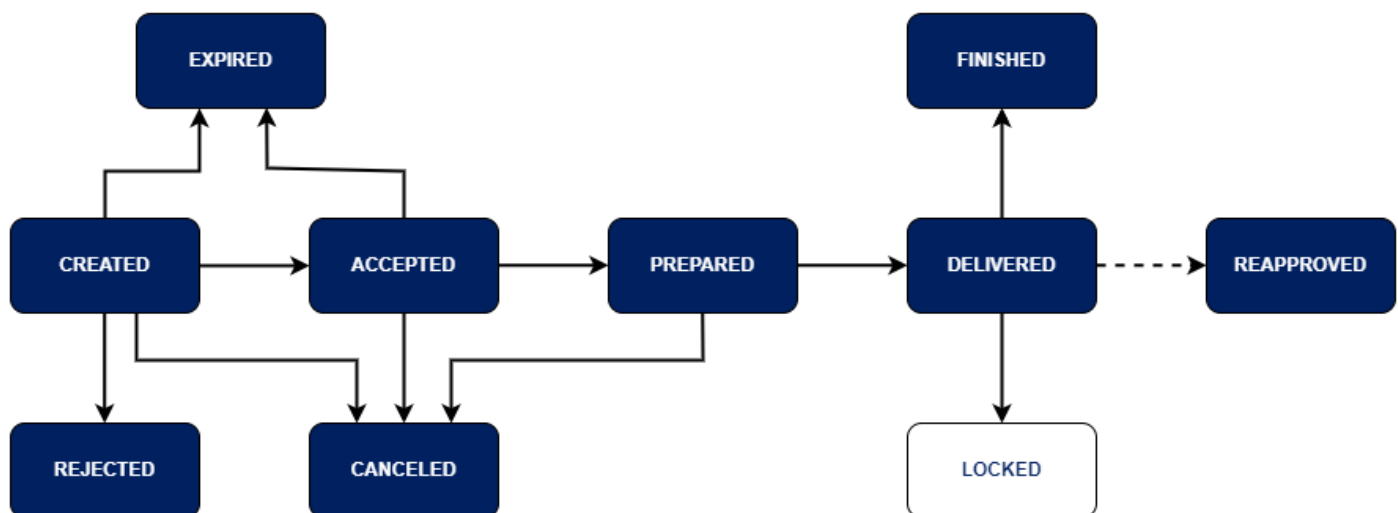 EXPIRED
FINISHED
CREATED
ACCEPTED
PREPARED
DELIVERED
REAPPROVED
REJECTED
CANCELED
LOCKED